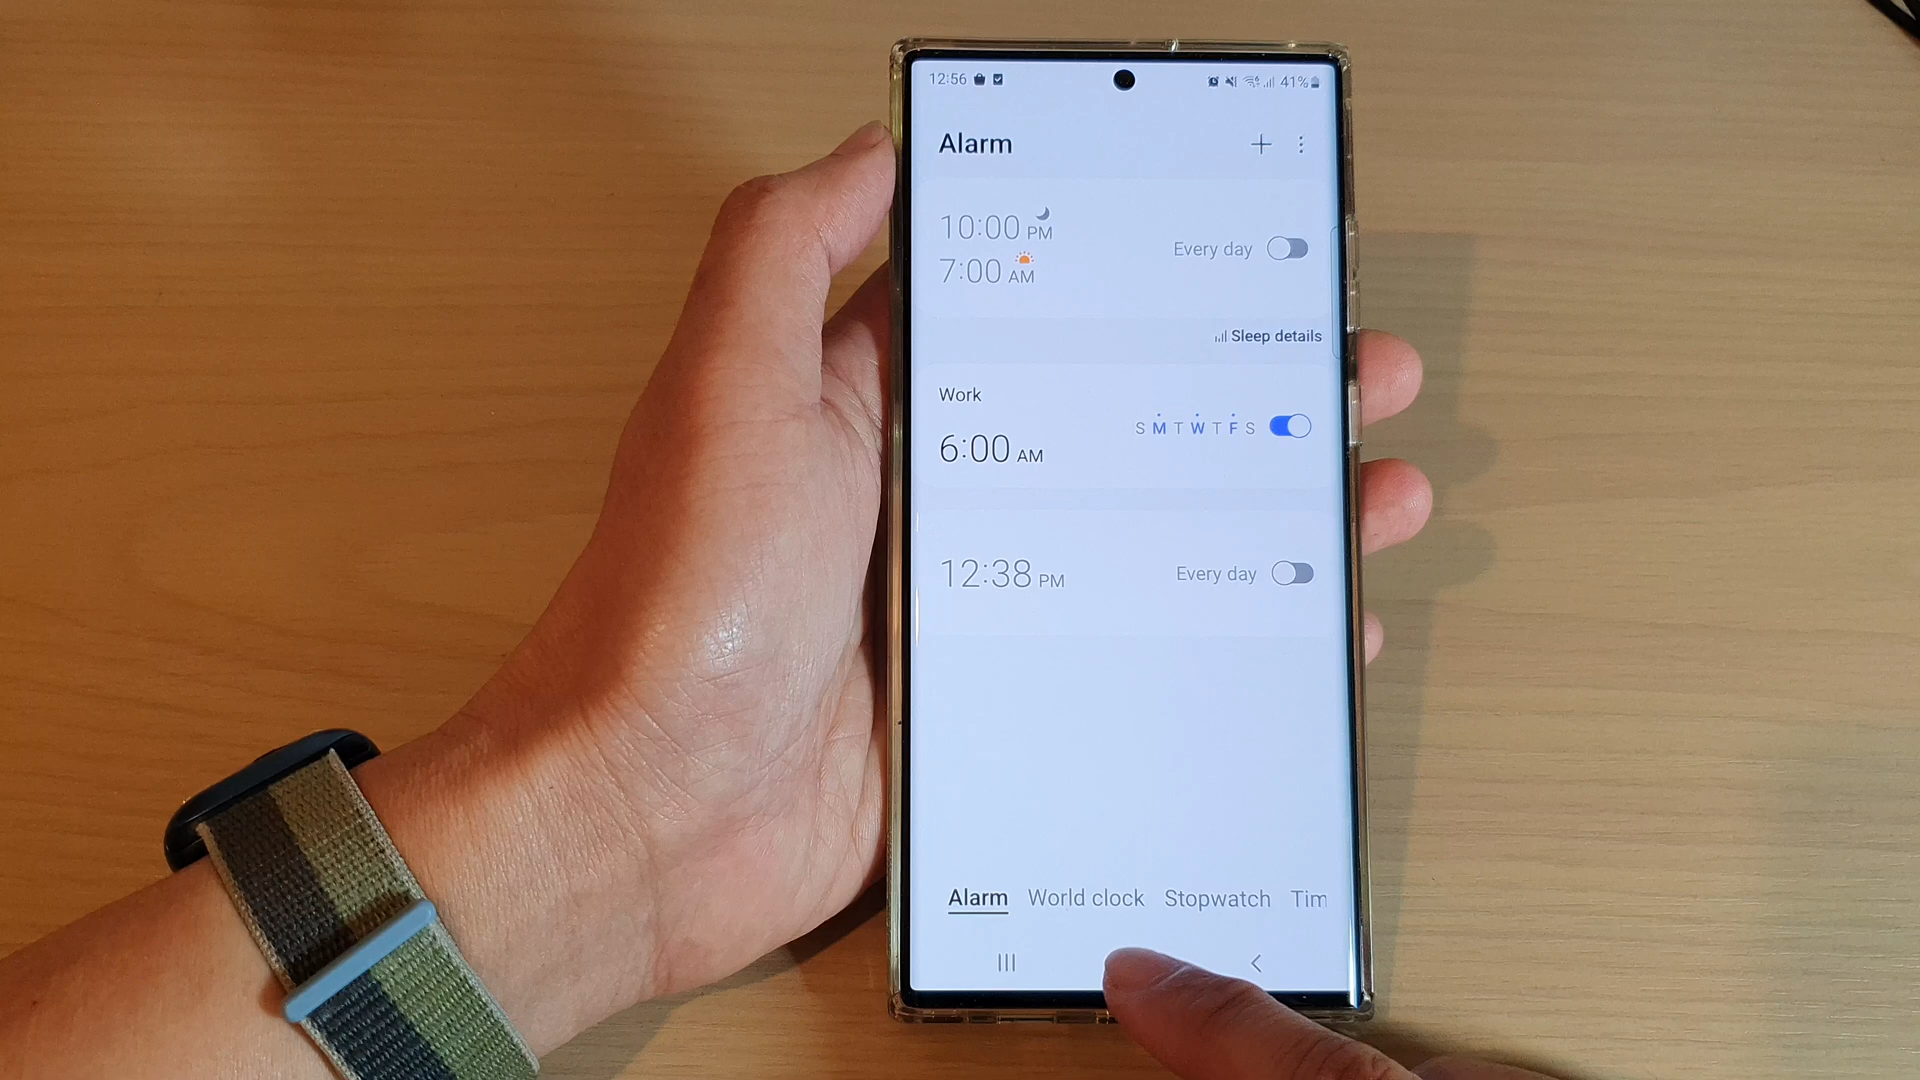 12:56 41%
Alarm
10:00 PM
7:00 AM
Every day
Sleep details
Work
6:00 AM
S M T W T F S
12:38 PM
Every day
Alarm World clock Stopwatch Tim